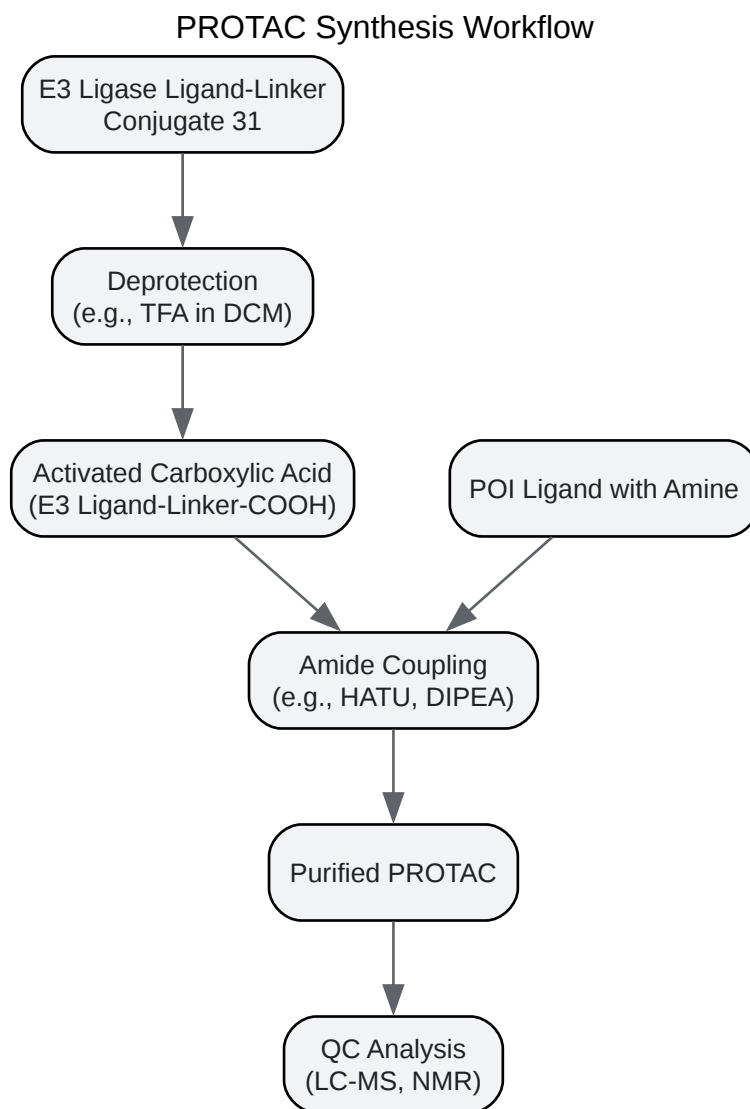 PROTAC Synthesis Workflow
E3 Ligase Ligand-Linker
Conjugate 31
Deprotection
(e.g., TFA in DCM)
Activated Carboxylic Acid
(E3 Ligand-Linker-COOH)
POI Ligand with Amine
Amide Coupling
(e.g., HATU, DIPEA)
Purified PROTAC
QC Analysis
(LC-MS, NMR)